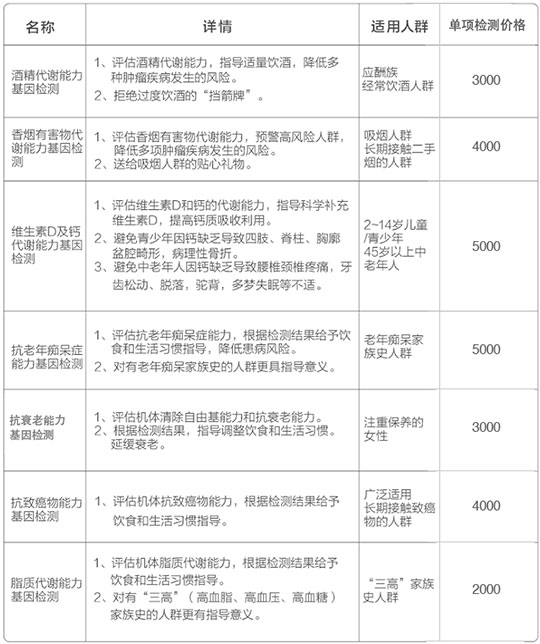 名称
详情
适用人群
单项检测价格
酒精代谢能力
基因检测
1、评估酒精代谢能力，指导适量饮酒，降低多
种肿瘤疾病发生的风险。
2、拒绝过度饮酒的“挡箭牌”。
应酬族
经常饮酒人群
3000
香烟有害物代
谢能力基因检
测
1、评估香烟有害物代谢能力，预警高风险人群，
降低多项肿瘤疾病发生的风险。
2、送给吸烟人群的贴心礼物。
吸烟人群
长期接触二手
烟的人群
4000
维生素D及钙
代谢能力基因
检测
1、评估维生素D和钙的代谢能力，指导科学补充
维生素D，提高钙质吸收利用。
2、避免青少年因钙缺乏导致四肢、脊柱、胸廓
盆腔畸形，病理性骨折。
3、避免中老年人因钙缺乏导致腰椎颈椎疼痛，牙
齿松动、脱落，驼背，多梦失眠等不适。
2~14岁儿童
/青少年
45岁以上中
老年人
5000
抗老年痴呆症
能力基因检测
1、评估抗老年痴呆症能力，根据检测结果给予饮
食和生活习惯指导，降低患病风险。
2、对有老年痴呆家族史的人群更具指导意义。
老年痴呆家
族史人群
5000
抗衰老能力
基因检测
1、评估机体清除自由基能力和抗衰老能力。
2、根据检测结果，指导调整饮食和生活习惯。
延缓衰老。
注重保养的
女性
3000
抗致癌物能力
基因检测
1、评估机体抗致癌物能力，根据检测结果给予
饮食和生活习惯指导。
广泛适用
长期接触致癌
物的人群
4000
脂质代谢能力
基因检测
1、评估机体脂质代谢能力，根据检测结果给予
饮食和生活习惯指导。
2、对有“三高”（高血脂、高血压、高血糖）
家族史的人群更有指导意义。
“三高”家族
史人群
2000